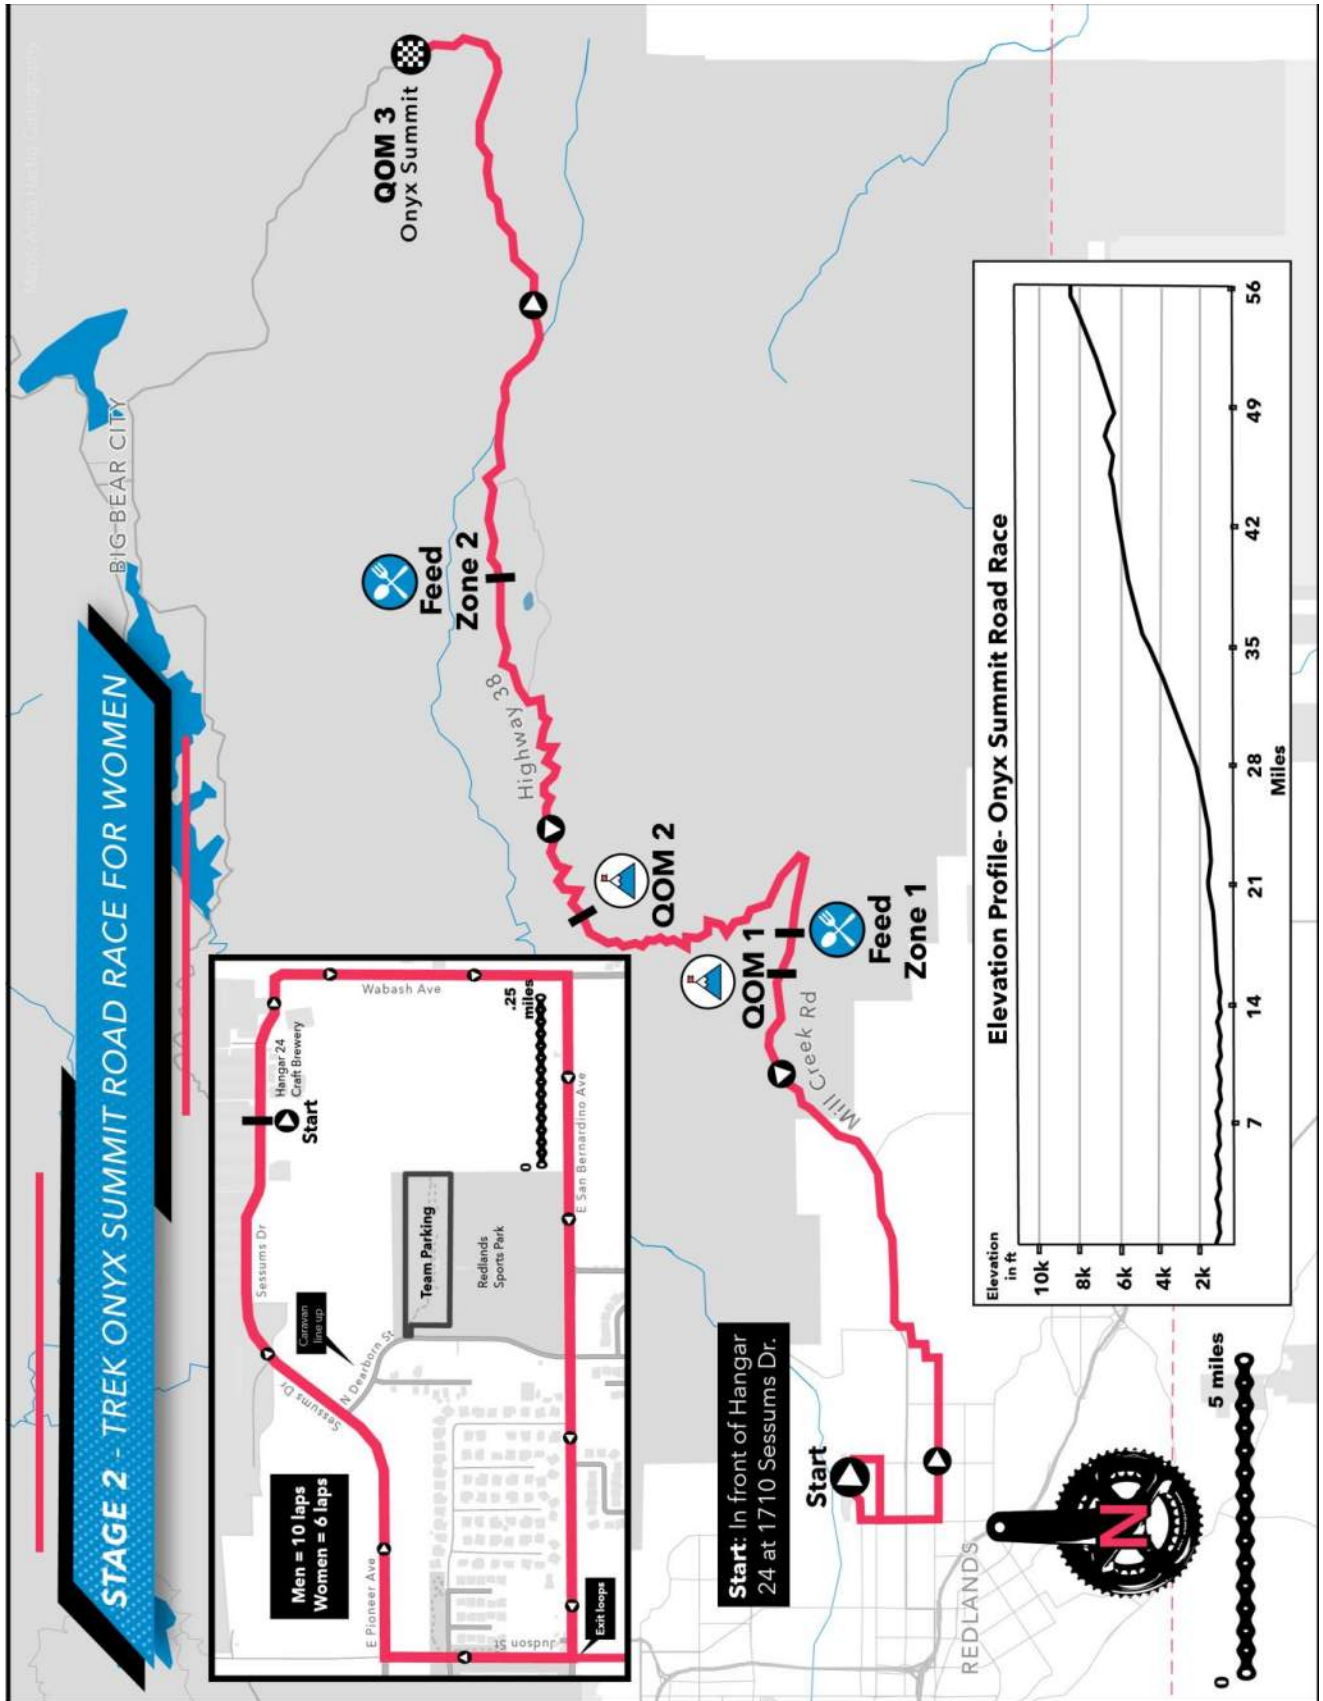 STAGE 2 - TREK ONYX SUMMIT ROAD RACE FOR WOMEN
BIG BEAR CITY
QOM 3
Onyx Summit
Feed
Zone 2
Highway 38
QOM 2
QOM 1
Feed
Zone 1
Mill Creek Rd
Men = 10 laps
Women = 6 laps
E Pioneer Ave
Judson St
Exit loops
Sessums Dr
Sessums Dr
N Dearborn St
Caravan
line up
Team Parking
Redlands
Sports Park
Start
Hangar 24
Craft Brewery
Wabash Ave
E San Bernardino Ave
0
.25
miles
Start: In front of Hangar
24 at 1710 Sessums Dr.
Start
REDLANDS
N
0
5 miles
Elevation Profile- Onyx Summit Road Race
Elevation
in ft
10k
8k
6k
4k
2k
7
14
21
28
35
42
49
56
Miles